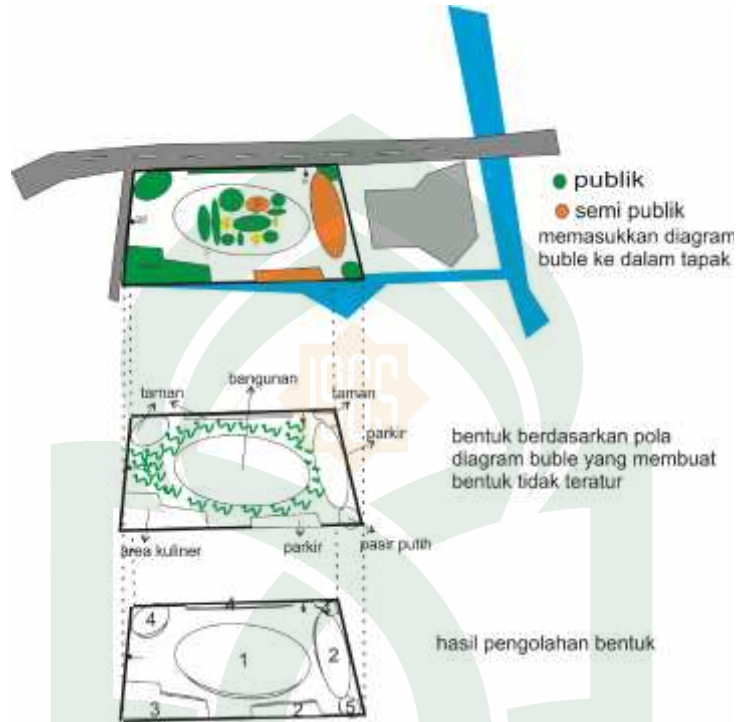 publik
semi publik
memasukkan diagram
buble ke dalam tapak
bangunan
taman
taman
parkir
bentuk berdasarkan pola
diagram buble yang membuat
bentuk tidak teratur
area kuliner
parkir
pasir putih
4
4
4
1
2
hasil pengolahan bentuk
3
2
5